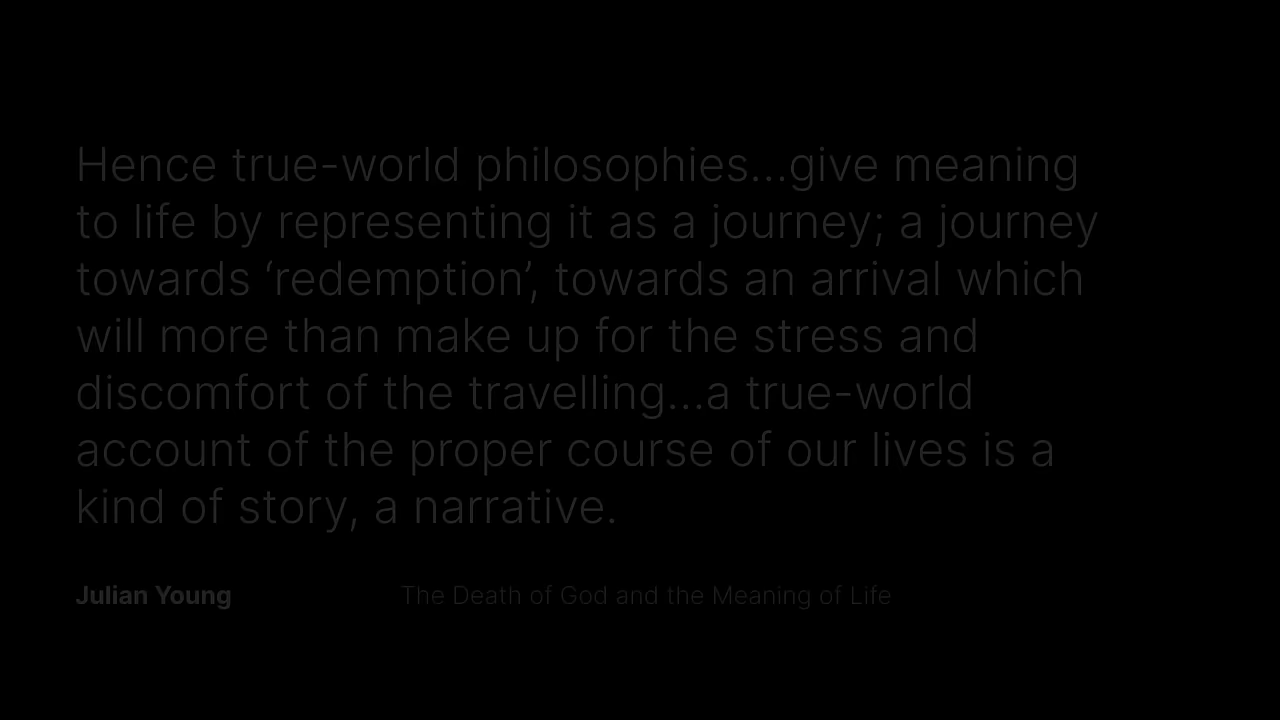 Hence true-world philosophies...give meaning
to life by representing it as a journey; a journey
towards ‘redemption’, towards an arrival which
will more than make up for the stress and
discomfort of the travelling...a true-world
account of the proper course of our lives is a
kind of story, a narrative.
Julian Young The Death of God and the Meaning of Life